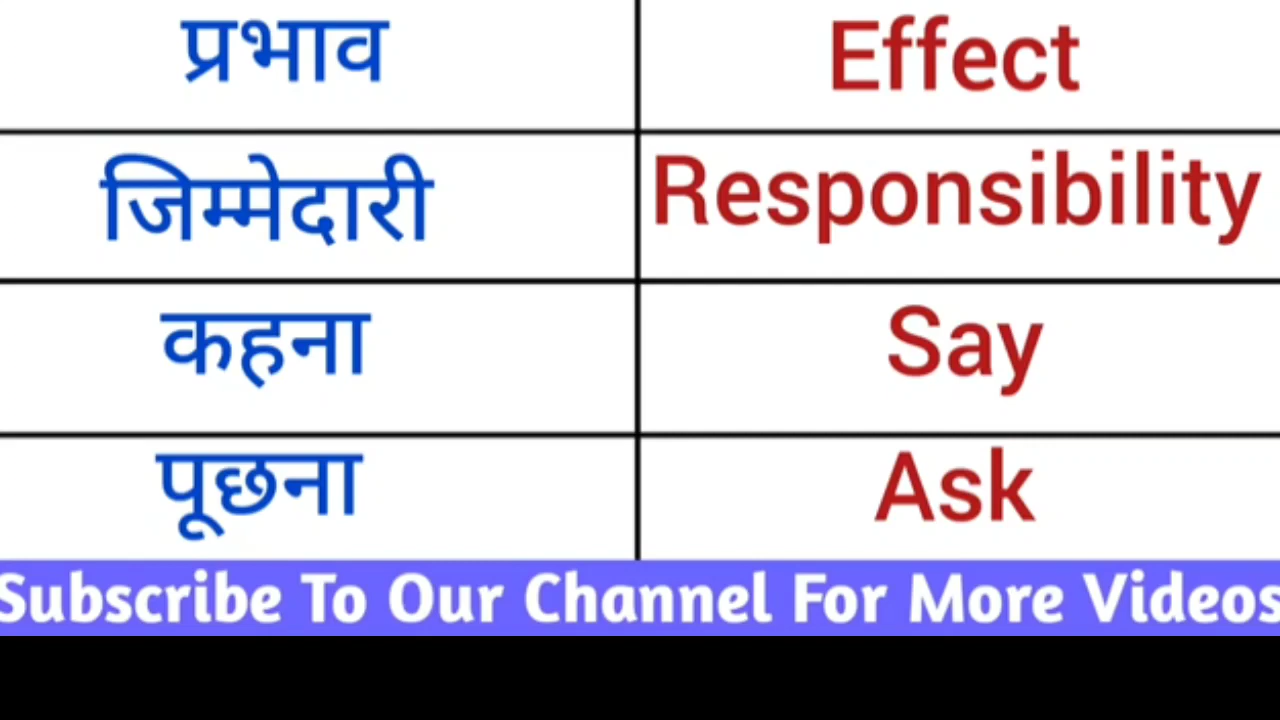 प्रभाव Effect
जिम्मेदारी Responsibility
कहना Say
पूछना Ask
Subscribe To Our Channel For More Videos